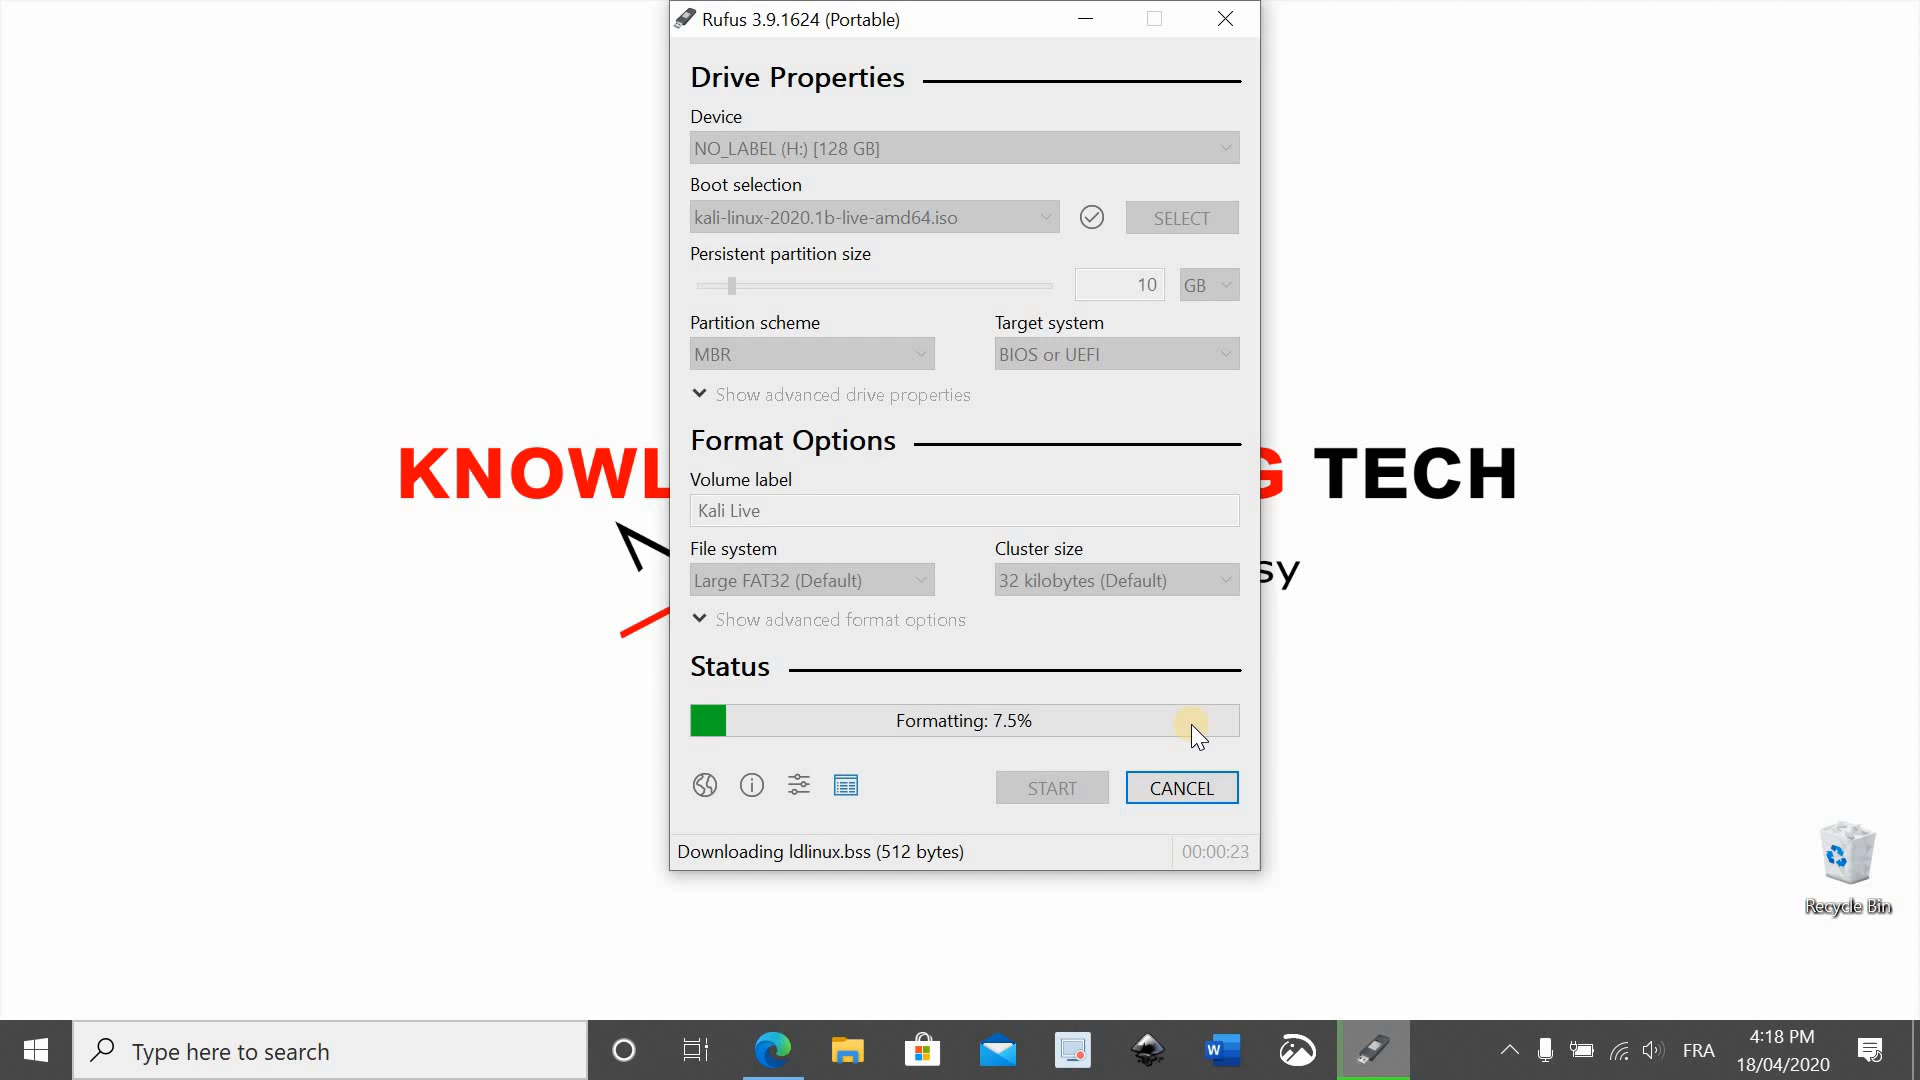 Rufus 3.9.1624 (Portable)
Drive Properties
Device
NO_LABEL (H:) [128 GB]
Boot selection
kali-linux-2020.1b-live-amd64.iso
SELECT
Persistent partition size
10 GB
Partition scheme
Target system
MBR
BIOS or UEFI
Show advanced drive properties
Format Options
KNOWL G TECH
Volume label
Kali Live
File system
Cluster size
Large FAT32 (Default)
32 kilobytes (Default)
sy
Show advanced format options
Status
Formatting: 7.5%
START
CANCEL
Downloading ldlinux.bss (512 bytes)
00:00:23
Recycle Bin
Type here to search
FRA
4:18 PM
18/04/2020